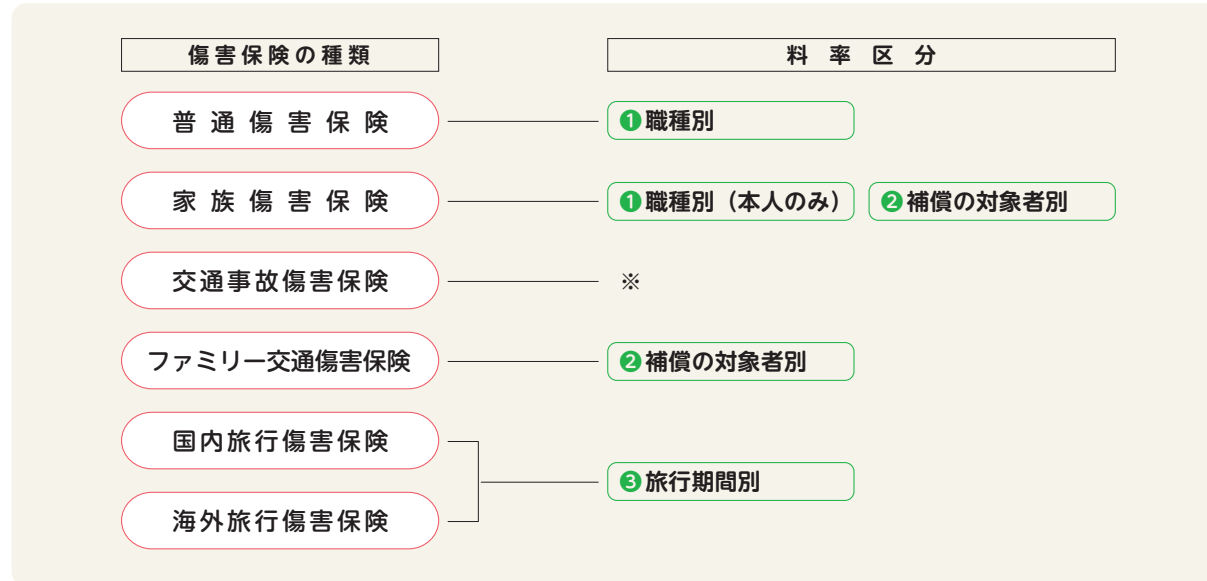 傷害保険の種類 料率区分
普通傷害保険 ❶職種別
家族傷害保険 ❶職種別（本人のみ） ❷補償の対象者別
交通事故傷害保険 ※
ファミリー交通傷害保険 ❷補償の対象者別
国内旅行傷害保険
❸旅行期間別
海外旅行傷害保険